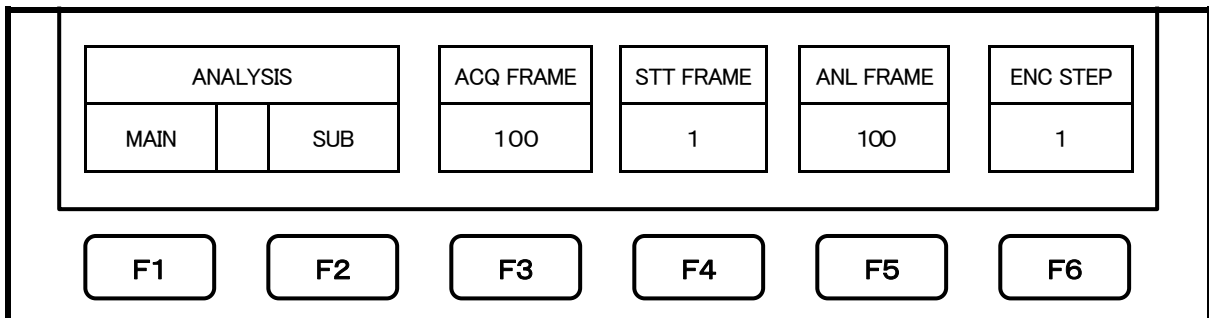 ANALYSIS ACQ FRAME STT FRAME ANL FRAME ENC STEP
MAIN SUB 100 1 100 1
F1 F2 F3 F4 F5 F6